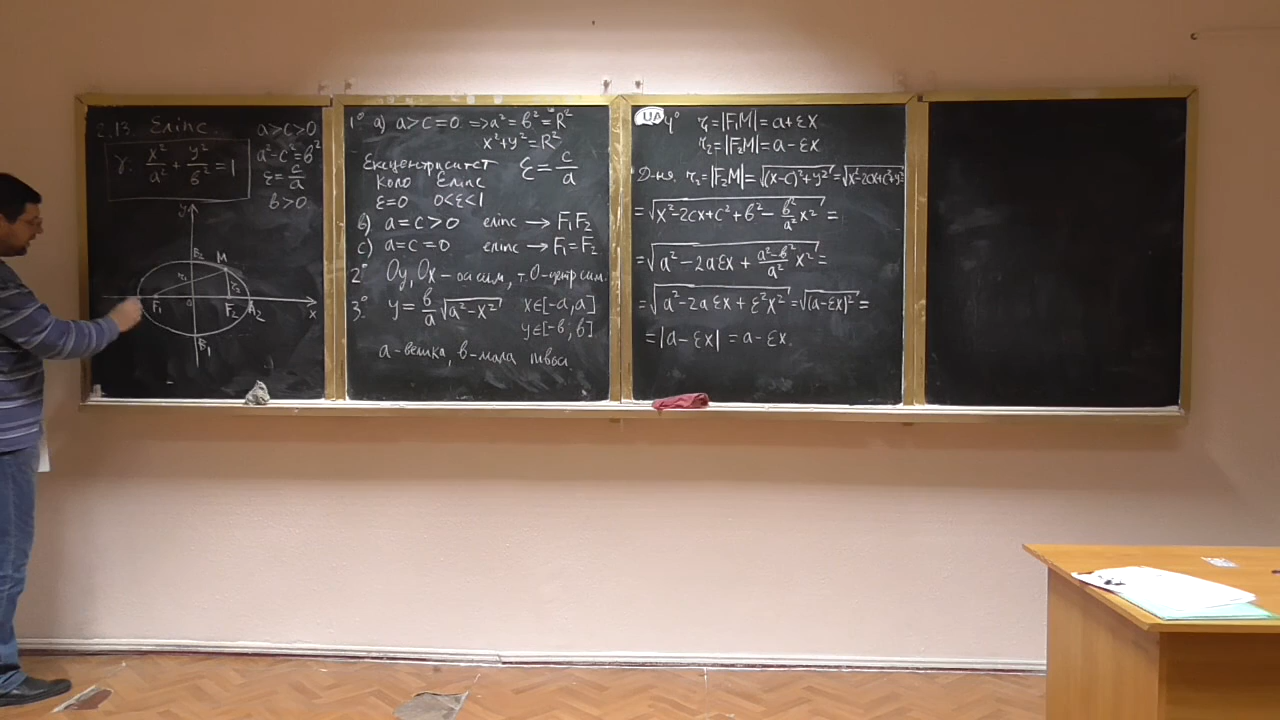 2.13 Еліпс.
γ: x²/a² + y²/b² = 1
a>c>0
a²-c²=b²
ε=c/a
b>0
y
B₂
M
r₁
r₂
F₁
0
F₂
A₂
x
B₁
1° a) a>c=0 =>a²=b²=R²
x²+y²=R²
Ексцентриситет ε=c/a
Коло Еліпс
ε=0 0<ε<1
b) a=c>0 еліпс → F₁F₂
c) a=c=0 еліпс → F₁=F₂
2° Oy, Ox – осі сим, т. O-центр сим.
3° y= b/a √(a²-x²) x∈[-a,a]
y∈[-b;b]
a-велика, b-мала півосі
UA
4° r₁=|F₁M|=a+εx
r₂=|F₂M|=a-εx
Д-ня. r₂=|F₂M|=√((x-c)²+y²)=√(x²-2cx+c²+y²)
=√(x²-2cx+c²+b²-b²/a² x²) =
=√(a²-2aεx+(a²-b²)/a² x²)=
=√(a²-2aεx+ε²x²)=√((a-εx)²)=
=|a-εx| = a-εx.